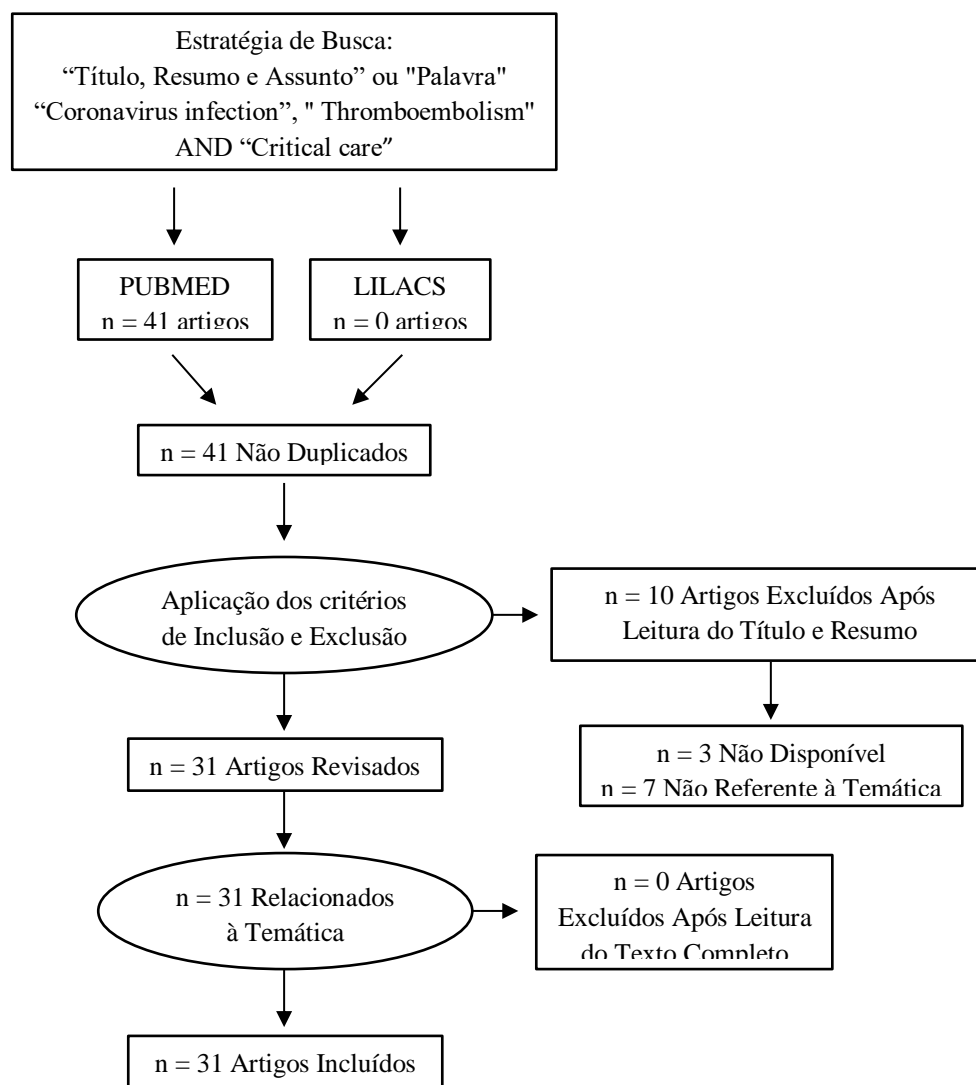 Estratégia de Busca:
“Título, Resumo e Assunto” ou "Palavra"
“Coronavirus infection”, " Thromboembolism"
AND “Critical care”
PUBMED
n = 41 artigos
LILACS
n = 0 artigos
n = 41 Não Duplicados
Aplicação dos critérios
de Inclusão e Exclusão
n = 10 Artigos Excluídos Após
Leitura do Título e Resumo
n = 3 Não Disponível
n = 7 Não Referente à Temática
n = 31 Artigos Revisados
n = 31 Relacionados
à Temática
n = 0 Artigos
Excluídos Após Leitura
do Texto Completo
n = 31 Artigos Incluídos